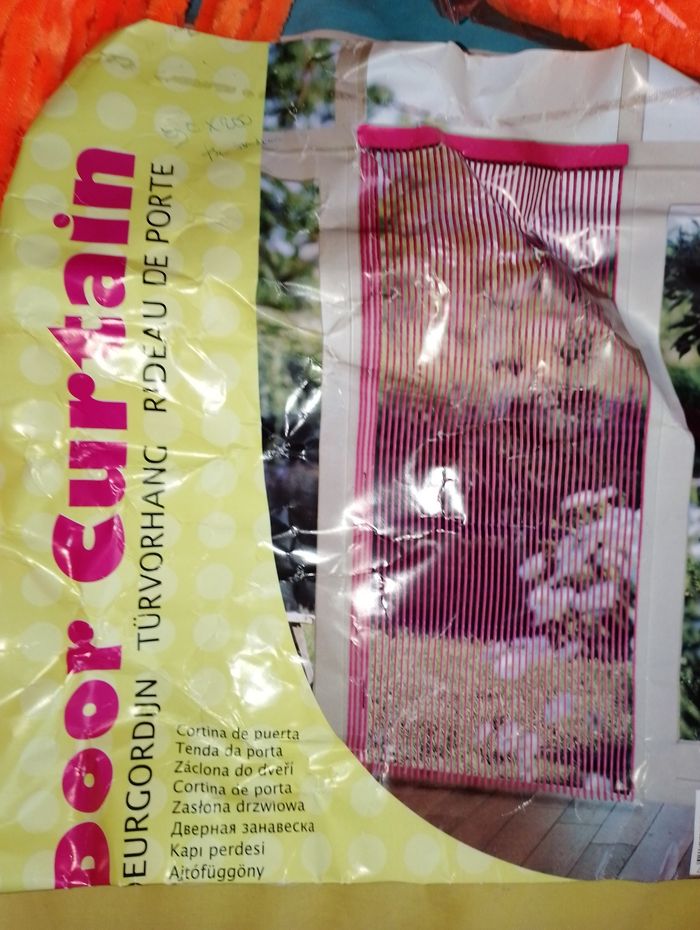 Door Curtain
DEURGORDIJN TÜRVORHANG RIDEAU DE PORTE
Cortina de puerta
Tenda da porta
Záclona do dveří
Cortina de porta
Zasłona drzwiowa
Дверная занавеска
Kapı perdesi
Ajtófüggöny